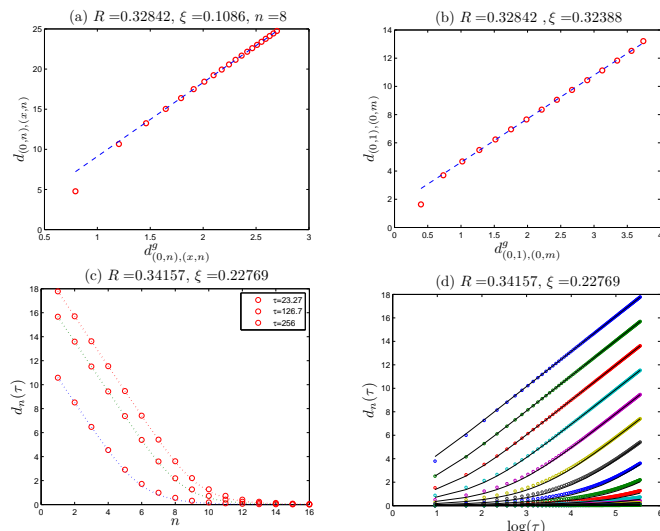 (a) R=0.32842, ξ=0.1086, n=8
25
20
15
10
5
0
0.5 1 1.5 2 2.5 3
d_{(0,n),(x,n)}
d^g_{(0,n),(x,n)}
(b) R=0.32842 , ξ=0.32388
14
12
10
8
6
4
2
0
0 0.5 1 1.5 2 2.5 3 3.5 4
d_{(0,1),(0,m)}
d^g_{(0,1),(0,m)}
(c) R=0.34157, ξ=0.22769
18
16
14
12
10
8
6
4
2
0
0 2 4 6 8 10 12 14 16
d_n(τ)
n
τ=23.27
τ=126.7
τ=256
(d) R=0.34157, ξ=0.22769
18
16
14
12
10
8
6
4
2
0
0 1 2 3 4 5 6
d_n(τ)
log(τ)